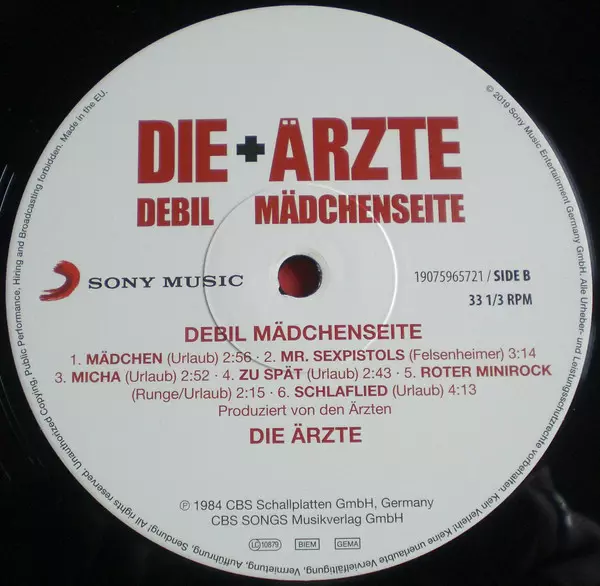 DIE + ÄRZTE
DEBIL MÄDCHENSEITE
SONY MUSIC
19075965721 / SIDE B
33 1/3 RPM
DEBIL MÄDCHENSEITE
1. MÄDCHEN (Urlaub) 2:56 · 2. MR. SEXPISTOLS (Felsenheimer) 3:14
3. MICHA (Urlaub) 2:52 · 4. ZU SPÄT (Urlaub) 2:43 · 5. ROTER MINIROCK
(Runge/Urlaub) 2:15 · 6. SCHLAFLIED (Urlaub) 4:13
Produziert von den Ärzten
DIE ÄRZTE
℗ 1984 CBS Schallplatten GmbH, Germany
CBS SONGS Musikverlag GmbH
LC 10879 BIEM GEMA
© 2019 Sony Music Entertainment Germany GmbH. Alle Urheber- und Leistungsschutzrechte vorbehalten. Kein Verleih! Keine unerlaubte Vervielfältigung, Vermietung, Aufführung, Sendung! All rights reserved. Unauthorized Copying, Public Performance, Hiring and Broadcasting forbidden. Made in the EU.